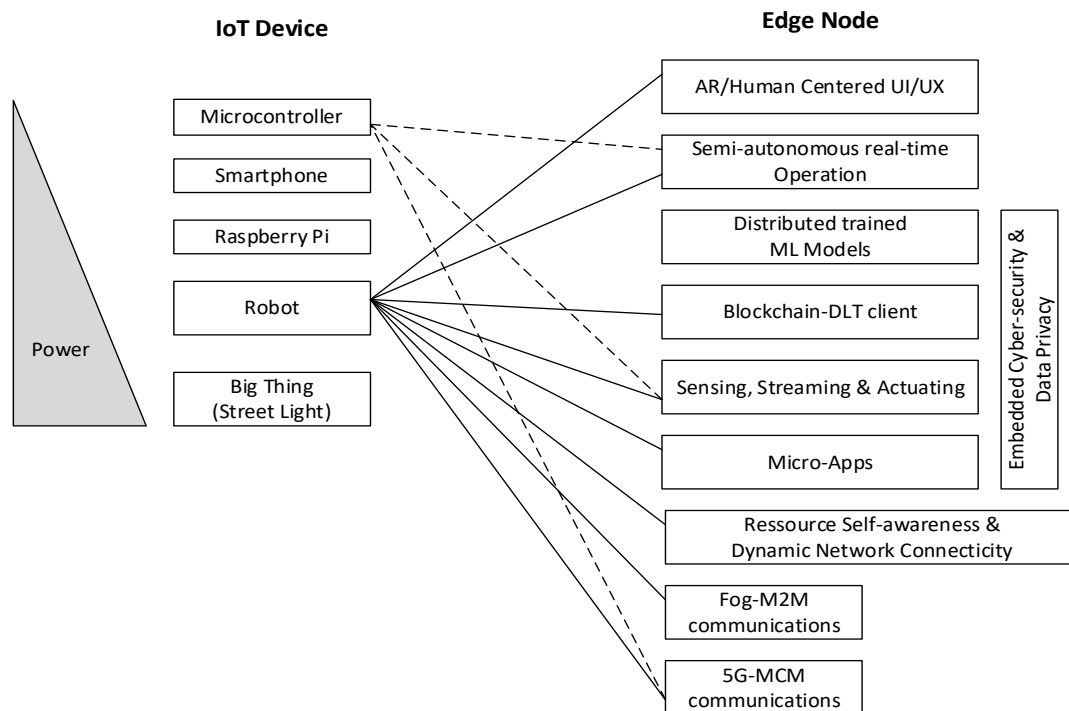 IoT Device
Edge Node
Power
Microcontroller
Smartphone
Raspberry Pi
Robot
Big Thing
(Street Light)
AR/Human Centered UI/UX
Semi-autonomous real-time
Operation
Distributed trained
ML Models
Blockchain-DLT client
Sensing, Streaming & Actuating
Micro-Apps
Ressource Self-awareness &
Dynamic Network Connecticity
Fog-M2M
communications
5G-MCM
communications
Embedded Cyber-security &
Data Privacy